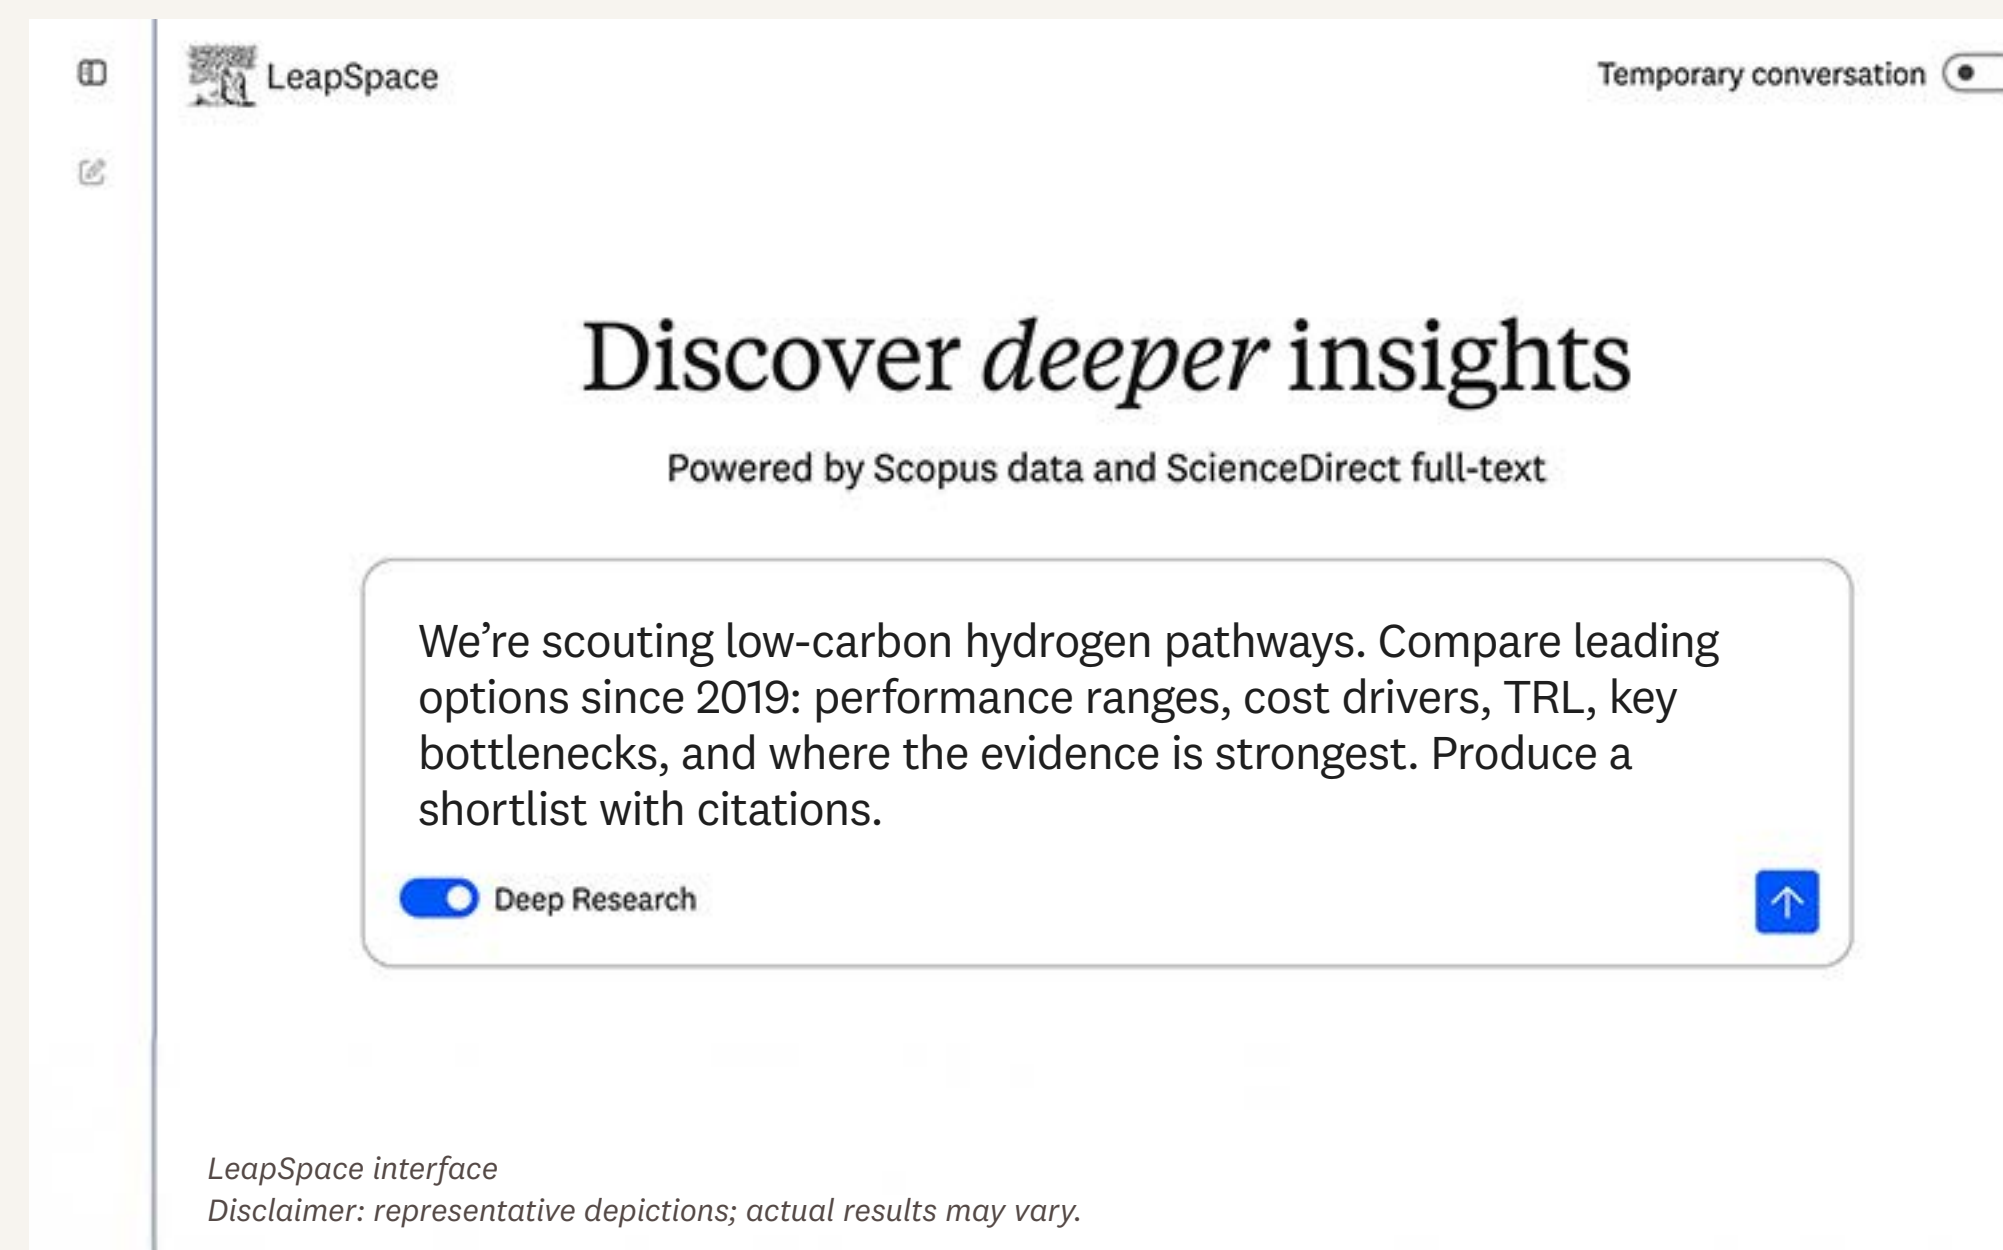 LeapSpace
Temporary conversation
Discover deeper insights
Powered by Scopus data and ScienceDirect full-text
We’re scouting low-carbon hydrogen pathways. Compare leading
options since 2019: performance ranges, cost drivers, TRL, key
bottlenecks, and where the evidence is strongest. Produce a
shortlist with citations.
Deep Research
LeapSpace interface
Disclaimer: representative depictions; actual results may vary.